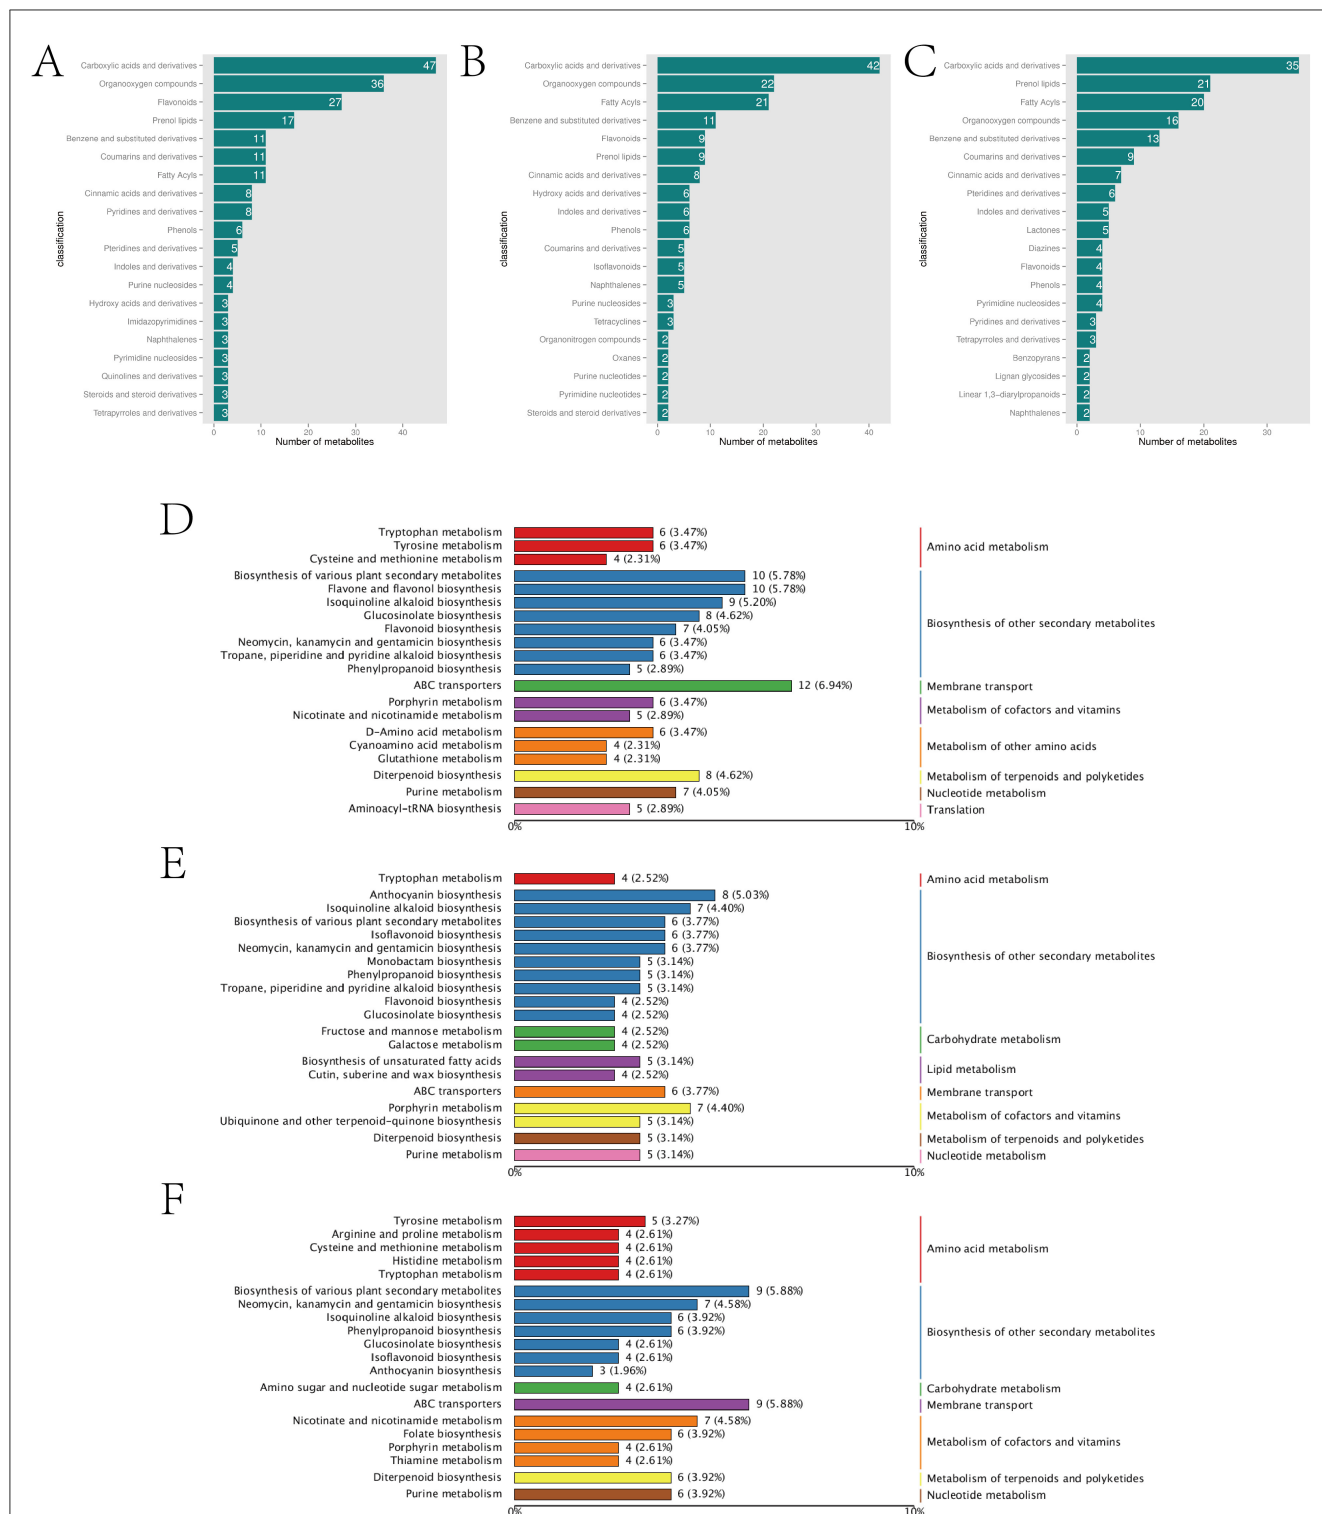 A
Carboxylic acids and derivatives 47
Organooxygen compounds 36
Flavonoids 27
Prenol lipids 17
Benzene and substituted derivatives 11
Coumarins and derivatives 11
Fatty Acyls 11
Cinnamic acids and derivatives 8
Pyridines and derivatives 8
Phenols 6
Pteridines and derivatives 5
Indoles and derivatives 4
Purine nucleosides 4
Hydroxy acids and derivatives 3
Imidazopyrimidines 3
Naphthalenes 3
Pyrimidine nucleosides 3
Quinolines and derivatives 3
Steroids and steroid derivatives 3
Tetrapyrroles and derivatives 3
classification
0 10 20 30 40
Number of metabolites
B
Carboxylic acids and derivatives 42
Organooxygen compounds 22
Fatty Acyls 21
Benzene and substituted derivatives 11
Flavonoids 9
Prenol lipids 9
Cinnamic acids and derivatives 8
Hydroxy acids and derivatives 6
Indoles and derivatives 6
Phenols 6
Coumarins and derivatives 5
Isoflavonoids 5
Naphthalenes 5
Purine nucleosides 3
Tetracyclines 3
Organonitrogen compounds 2
Oxanes 2
Purine nucleotides 2
Pyrimidine nucleotides 2
Steroids and steroid derivatives 2
classification
0 10 20 30 40
Number of metabolites
C
Carboxylic acids and derivatives 35
Prenol lipids 21
Fatty Acyls 20
Organooxygen compounds 16
Benzene and substituted derivatives 13
Coumarins and derivatives 9
Cinnamic acids and derivatives 7
Pteridines and derivatives 6
Indoles and derivatives 5
Lactones 5
Diazines 4
Flavonoids 4
Phenols 4
Pyrimidine nucleosides 4
Pyridines and derivatives 3
Tetrapyrroles and derivatives 3
Benzopyrans 2
Lignan glycosides 2
Linear 1,3−diarylpropanoids 2
Naphthalenes 2
classification
0 10 20 30
Number of metabolites
D
Tryptophan metabolism 6 (3.47%)
Tyrosine metabolism 6 (3.47%)
Cysteine and methionine metabolism 4 (2.31%)
Amino acid metabolism
Biosynthesis of various plant secondary metabolites 10 (5.78%)
Flavone and flavonol biosynthesis 10 (5.78%)
Isoquinoline alkaloid biosynthesis 9 (5.20%)
Glucosinolate biosynthesis 8 (4.62%)
Flavonoid biosynthesis 7 (4.05%)
Neomycin, kanamycin and gentamicin biosynthesis 6 (3.47%)
Tropane, piperidine and pyridine alkaloid biosynthesis 6 (3.47%)
Phenylpropanoid biosynthesis 5 (2.89%)
Biosynthesis of other secondary metabolites
ABC transporters 12 (6.94%)
Membrane transport
Porphyrin metabolism 6 (3.47%)
Nicotinate and nicotinamide metabolism 5 (2.89%)
Metabolism of cofactors and vitamins
D-Amino acid metabolism 6 (3.47%)
Cyanoamino acid metabolism 4 (2.31%)
Glutathione metabolism 4 (2.31%)
Metabolism of other amino acids
Diterpenoid biosynthesis 8 (4.62%)
Metabolism of terpenoids and polyketides
Purine metabolism 7 (4.05%)
Nucleotide metabolism
Aminoacyl-tRNA biosynthesis 5 (2.89%)
Translation
0% 10%
E
Tryptophan metabolism 4 (2.52%)
Amino acid metabolism
Anthocyanin biosynthesis 8 (5.03%)
Isoquinoline alkaloid biosynthesis 7 (4.40%)
Biosynthesis of various plant secondary metabolites 6 (3.77%)
Isoflavonoid biosynthesis 6 (3.77%)
Neomycin, kanamycin and gentamicin biosynthesis 6 (3.77%)
Monobactam biosynthesis 5 (3.14%)
Phenylpropanoid biosynthesis 5 (3.14%)
Tropane, piperidine and pyridine alkaloid biosynthesis 5 (3.14%)
Flavonoid biosynthesis 4 (2.52%)
Glucosinolate biosynthesis 4 (2.52%)
Biosynthesis of other secondary metabolites
Fructose and mannose metabolism 4 (2.52%)
Galactose metabolism 4 (2.52%)
Carbohydrate metabolism
Biosynthesis of unsaturated fatty acids 5 (3.14%)
Cutin, suberine and wax biosynthesis 4 (2.52%)
Lipid metabolism
ABC transporters 6 (3.77%)
Membrane transport
Porphyrin metabolism 7 (4.40%)
Ubiquinone and other terpenoid-quinone biosynthesis 5 (3.14%)
Metabolism of cofactors and vitamins
Diterpenoid biosynthesis 5 (3.14%)
Metabolism of terpenoids and polyketides
Purine metabolism 5 (3.14%)
Nucleotide metabolism
0% 10%
F
Tyrosine metabolism 5 (3.27%)
Arginine and proline metabolism 4 (2.61%)
Cysteine and methionine metabolism 4 (2.61%)
Histidine metabolism 4 (2.61%)
Tryptophan metabolism 4 (2.61%)
Amino acid metabolism
Biosynthesis of various plant secondary metabolites 9 (5.88%)
Neomycin, kanamycin and gentamicin biosynthesis 7 (4.58%)
Isoquinoline alkaloid biosynthesis 6 (3.92%)
Phenylpropanoid biosynthesis 6 (3.92%)
Glucosinolate biosynthesis 4 (2.61%)
Isoflavonoid biosynthesis 4 (2.61%)
Anthocyanin biosynthesis 3 (1.96%)
Biosynthesis of other secondary metabolites
Amino sugar and nucleotide sugar metabolism 4 (2.61%)
Carbohydrate metabolism
ABC transporters 9 (5.88%)
Membrane transport
Nicotinate and nicotinamide metabolism 7 (4.58%)
Folate biosynthesis 6 (3.92%)
Porphyrin metabolism 4 (2.61%)
Thiamine metabolism 4 (2.61%)
Metabolism of cofactors and vitamins
Diterpenoid biosynthesis 6 (3.92%)
Metabolism of terpenoids and polyketides
Purine metabolism 6 (3.92%)
Nucleotide metabolism
0% 10%